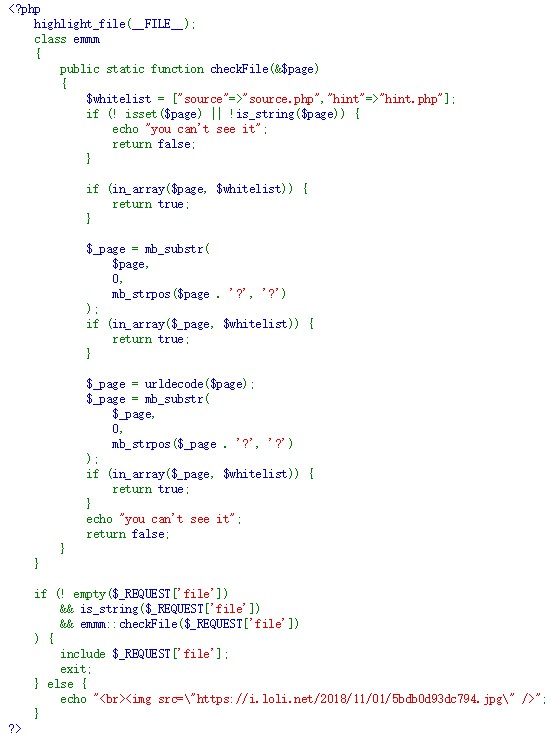 <?php
    highlight_file(__FILE__);
    class emmm
    {
        public static function checkFile(&$page)
        {
            $whitelist = ["source"=>"source.php","hint"=>"hint.php"];
            if (! isset($page) || !is_string($page)) {
                echo "you can't see it";
                return false;
            }

            if (in_array($page, $whitelist)) {
                return true;
            }

            $_page = mb_substr(
                $page,
                0,
                mb_strpos($page . '?', '?')
            );
            if (in_array($_page, $whitelist)) {
                return true;
            }

            $_page = urldecode($page);
            $_page = mb_substr(
                $_page,
                0,
                mb_strpos($_page . '?', '?')
            );
            if (in_array($_page, $whitelist)) {
                return true;
            }
            echo "you can't see it";
            return false;
        }
    }

    if (! empty($_REQUEST['file'])
        && is_string($_REQUEST['file'])
        && emmm::checkFile($_REQUEST['file'])
    ) {
        include $_REQUEST['file'];
        exit;
    } else {
        echo "<br><img src=\"https://i.loli.net/2018/11/01/5bdb0d93dc794.jpg\" />";
    }
?>